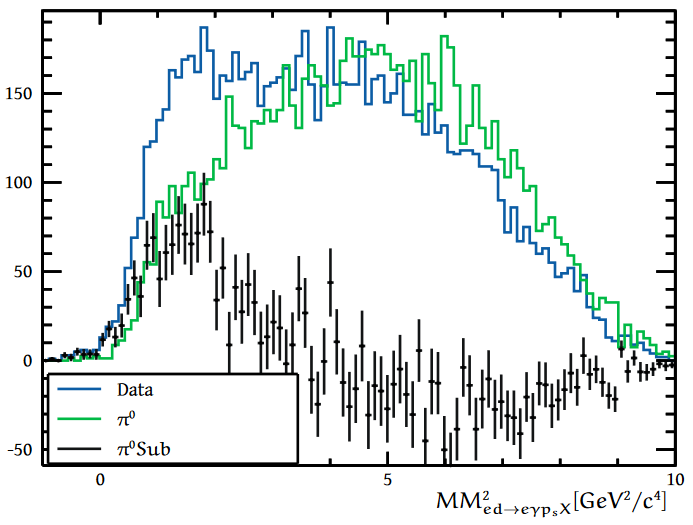 150
100
50
0
-50
Data
π⁰
π⁰Sub
0 5 10
MM²ed→eγpₛX[GeV²/c⁴]